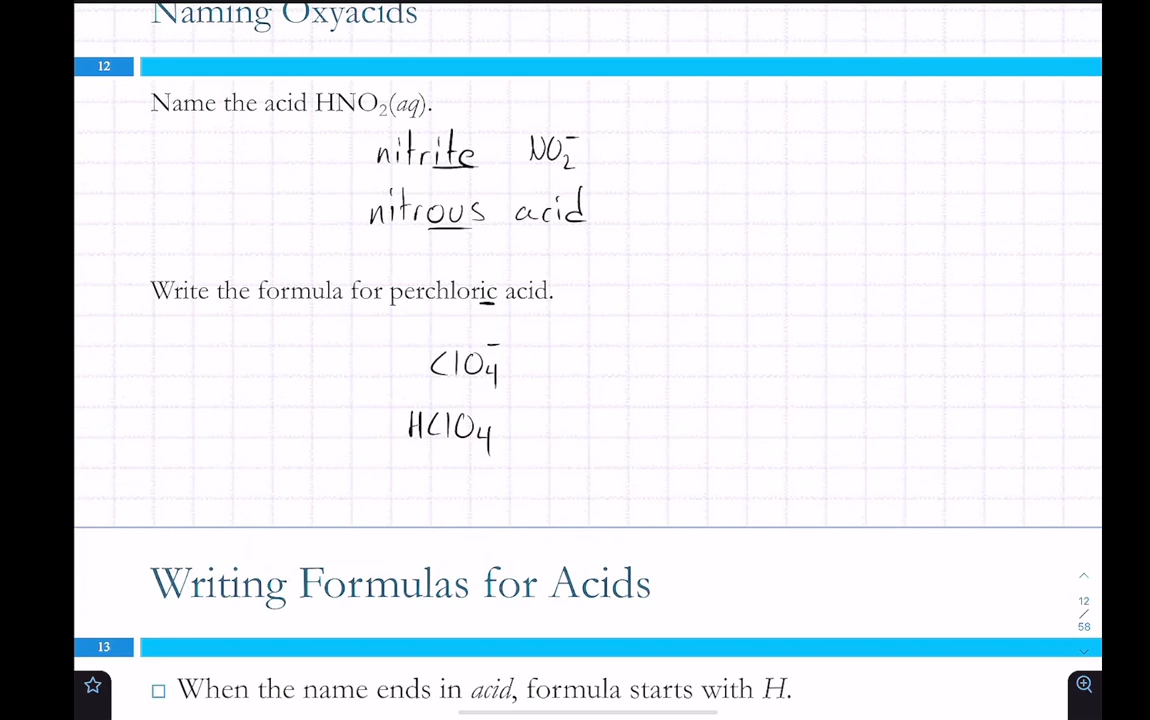 Naming Oxyacids
12
Name the acid HNO₂(aq).
nitrite NO₂⁻
nitrous acid
Write the formula for perchloric acid.
ClO₄⁻
HClO₄
Writing Formulas for Acids
12
/
58
13
When the name ends in acid, formula starts with H.